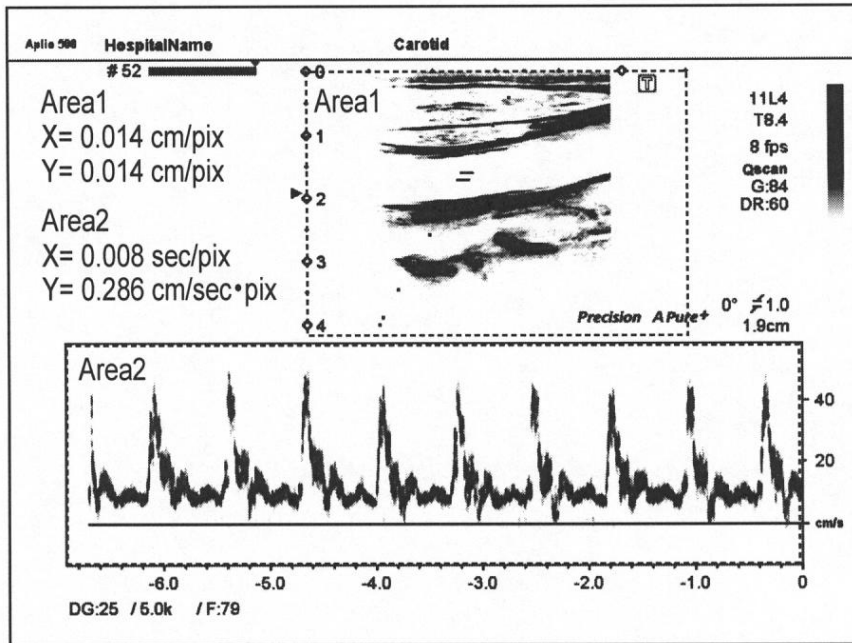 Aplio 500 HospitalName Carotid
# 52
Area1
X= 0.014 cm/pix
Y= 0.014 cm/pix
Area2
X= 0.008 sec/pix
Y= 0.286 cm/sec•pix
Area1
T
0
1
2
3
4
11L4
T8.4
8 fps
Qscan
G:84
DR:60
Precision A Pure+
0° 1.0
1.9cm
Area2
40
20
cm/s
-6.0 -5.0 -4.0 -3.0 -2.0 -1.0 0
DG:25 / 5.0k / F:79